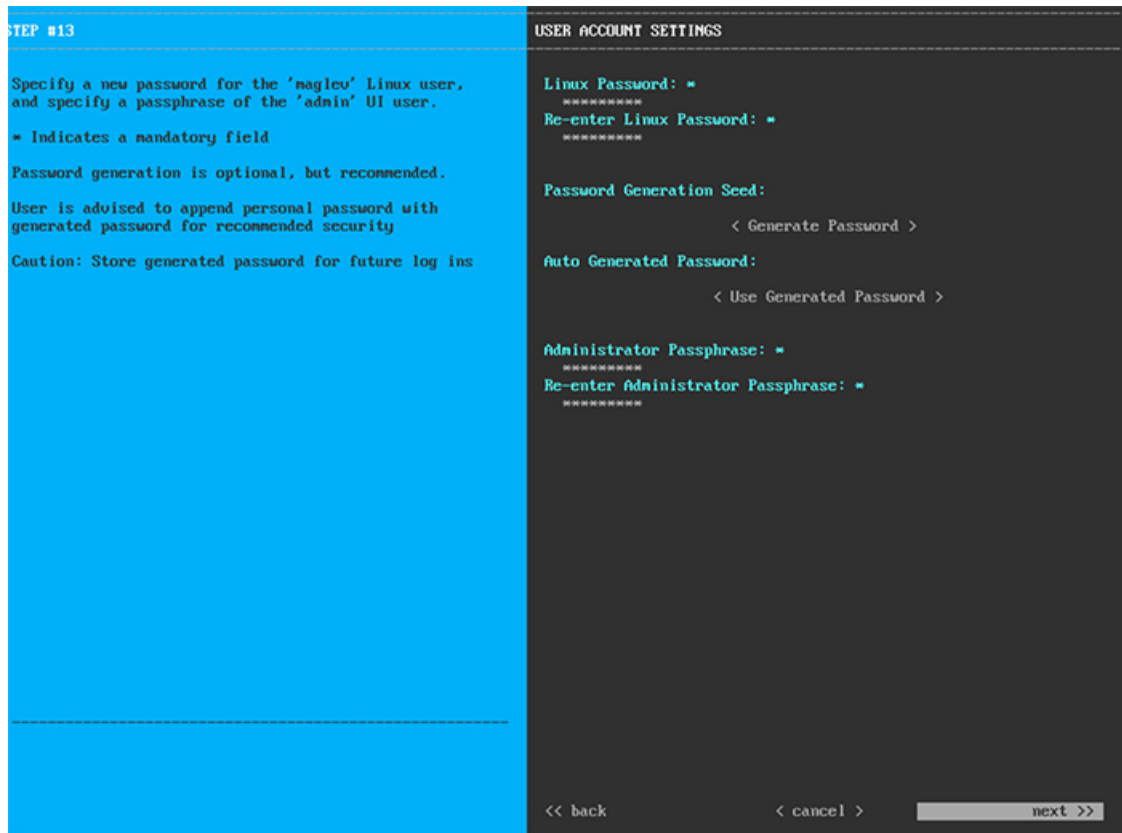 STEP #13
Specify a new password for the 'maglev' Linux user,
and specify a passphrase of the 'admin' UI user.
* Indicates a mandatory field
Password generation is optional, but recommended.
User is advised to append personal password with
generated password for recommended security
Caution: Store generated password for future log ins
USER ACCOUNT SETTINGS
Linux Password: *
*********
Re-enter Linux Password: *
*********
Password Generation Seed:
< Generate Password >
Auto Generated Password:
< Use Generated Password >
Administrator Passphrase: *
*********
Re-enter Administrator Passphrase: *
*********
<< back < cancel > next >>